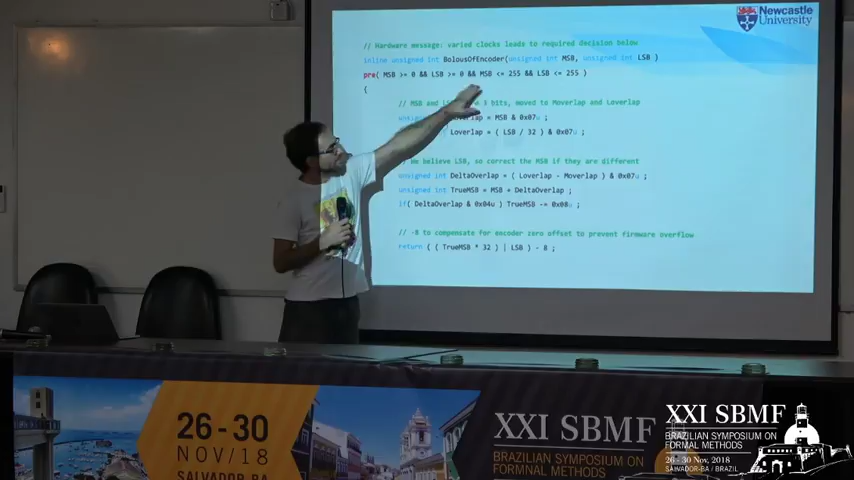 Newcastle
University
// Hardware message: varied clocks leads to required decision below
inline unsigned int BolousOfEncoder(unsigned int MSB, unsigned int LSB )
pre( MSB >= 0 && LSB >= 0 && MSB <= 255 && LSB <= 255 )
{
// MSB and 3 bits, moved to Moverlap and Loverlap
= MSB & 0x07u ;
Loverlap = ( LSB / 32 ) & 0x07u ;
// We believe LSB, so correct the MSB if they are different
unsigned int DeltaOverlap = ( Loverlap - Moverlap ) & 0x07u ;
unsigned int TrueMSB = MSB + DeltaOverlap ;
if( DeltaOverlap & 0x04u ) TrueMSB -= 0x08u ;
// -8 to compensate for encoder zero offset to prevent firmware overflow
return ( ( TrueMSB * 32 ) | LSB ) - 8 ;
26-30
NOV/18
SALVADOR-BA
XXI SBMF
BRAZILIAN SYMPOSIUM ON
FORMNAL METHODS
XXI SBMF
BRAZILIAN SYMPOSIUM ON
FORMAL METHODS
26 - 30 Nov, 2018
SALVADOR-BA / BRAZIL